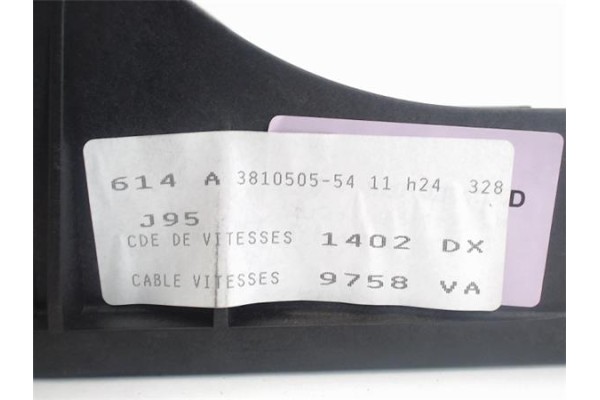 614 A 3810505-54 11 h24 328
J95
CDE DE VITESSES 1402 DX
CABLE VITESSES 9758 VA
D